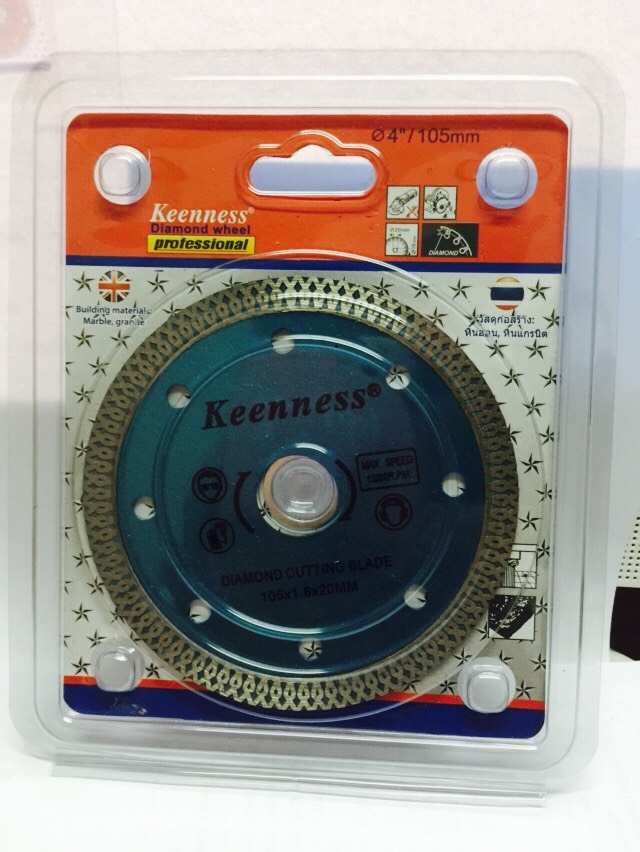 Ø4"/105mm
Keenness®
Diamond wheel
professional
DIAMOND
Building materials:
Marble, granite
วัสดุก่อสร้าง:
หินอ่อน, หินแกรนิต
Keenness®
MAX SPEED
DIAMOND CUTTING BLADE
105x1.6x20MM